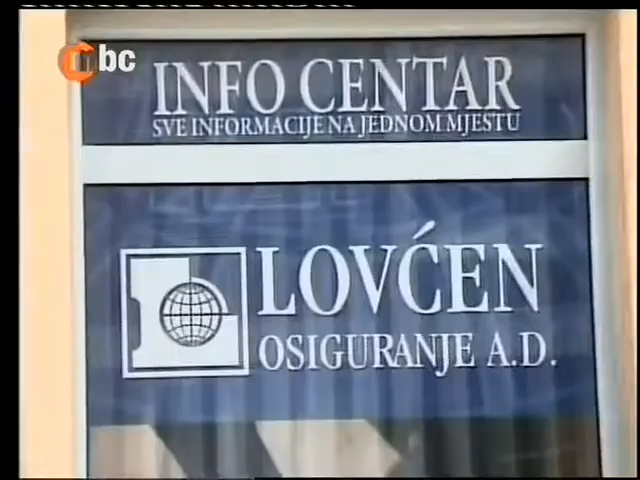 mbc
INFO CENTAR
SVE INFORMACIJE NA JEDNOM MJESTU
LOVĆEN
OSIGURANJE A.D.